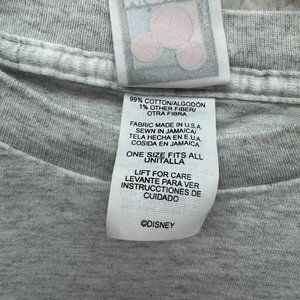 99% COTTON/ALGODÓN
1% OTHER FIBER/
OTRA FIBRA
FABRIC MADE IN U.S.A.
SEWN IN JAMAICA/
TELA HECHA EN E.U.A.
COSIDA EN JAMAICA
ONE SIZE FITS ALL
UNITALLA
LIFT FOR CARE
LEVANTE PARA VER
INSTRUCCIONES DE
CUIDADO
©DISNEY